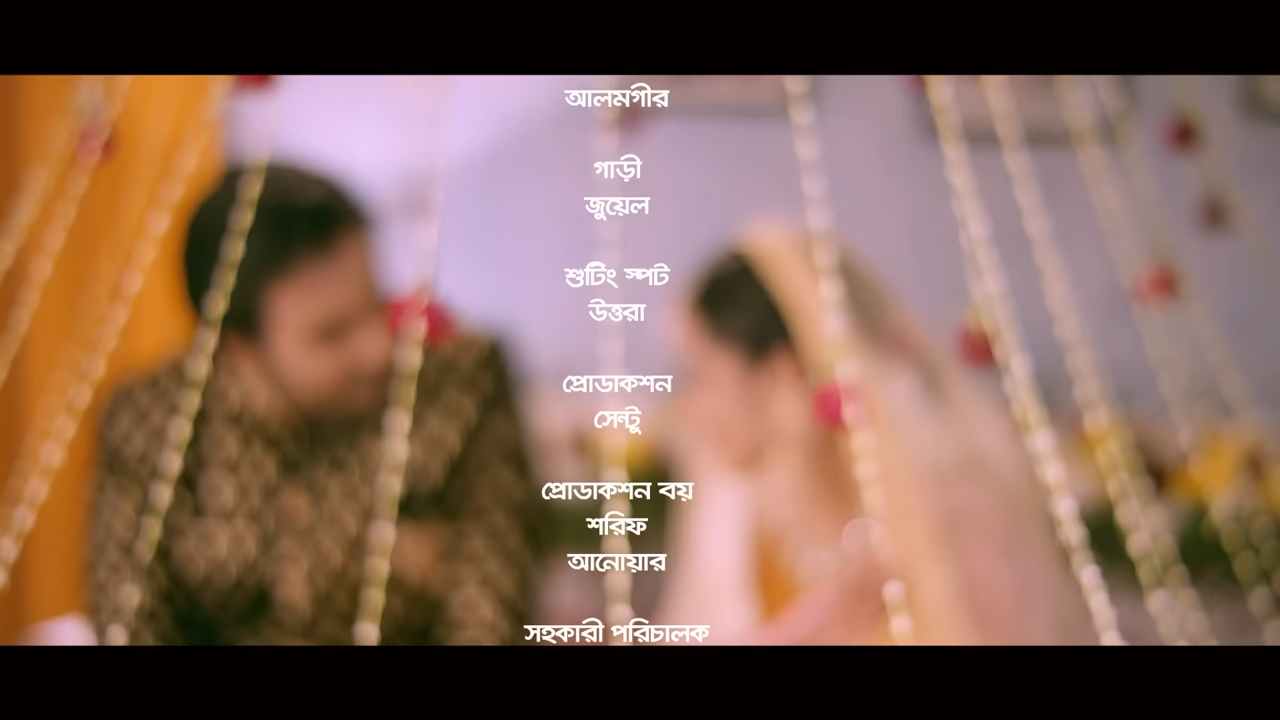 আলমগীর
গাড়ী
জুয়েল
শুটিং স্পট
উত্তরা
প্রোডাকশন
সেন্টু
প্রোডাকশন বয়
শরিফ
আনোয়ার
সহকারী পরিচালক